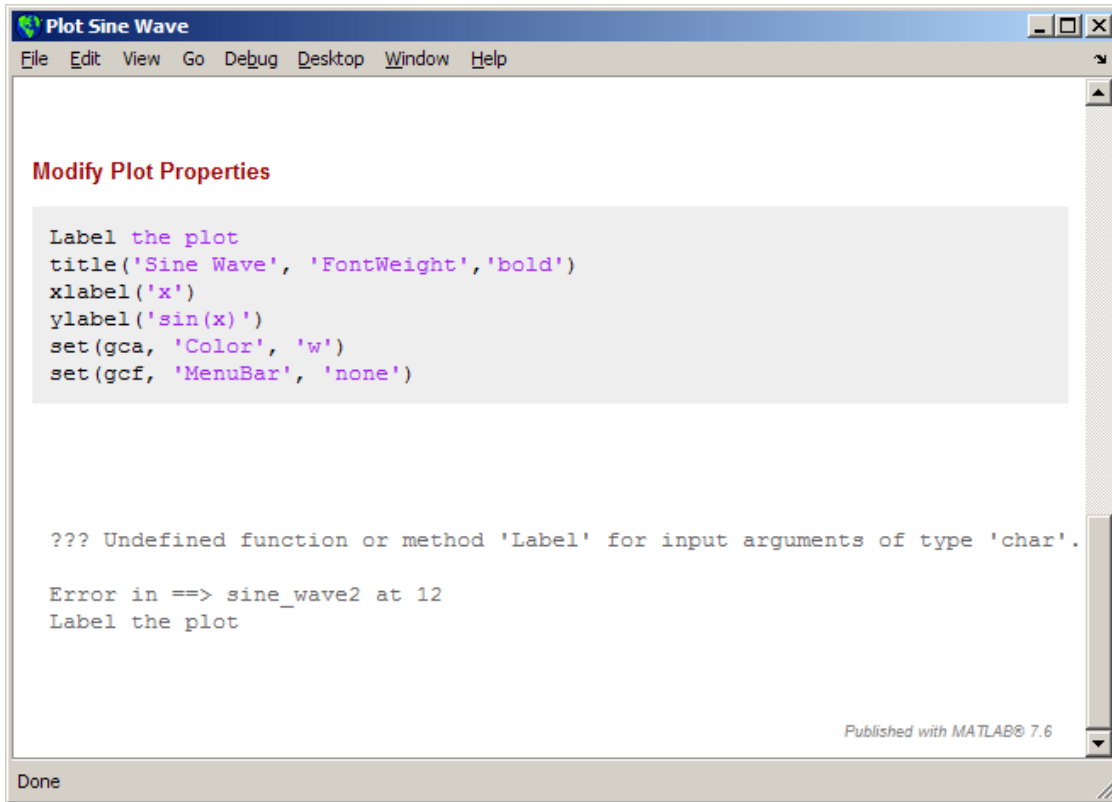 Plot Sine Wave
File Edit View Go Debug Desktop Window Help
Modify Plot Properties
Label the plot
title('Sine Wave', 'FontWeight','bold')
xlabel('x')
ylabel('sin(x)')
set(gca, 'Color', 'w')
set(gcf, 'MenuBar', 'none')
??? Undefined function or method 'Label' for input arguments of type 'char'.
Error in ==> sine_wave2 at 12
Label the plot
Published with MATLAB® 7.6
Done